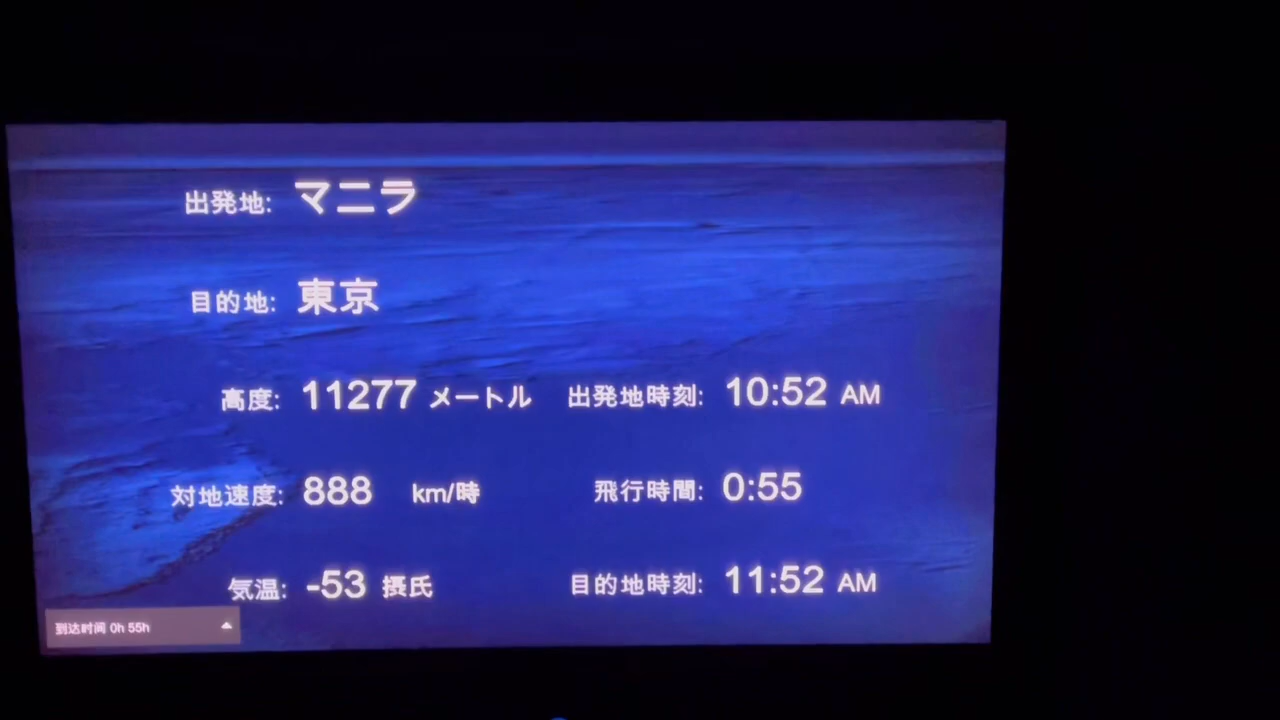 出発地: マニラ
目的地: 東京
高度: 11277 メートル 出発地時刻: 10:52 AM
対地速度: 888 km/時 飛行時間: 0:55
気温: -53 摂氏 目的地時刻: 11:52 AM
到达时间 0h 55h